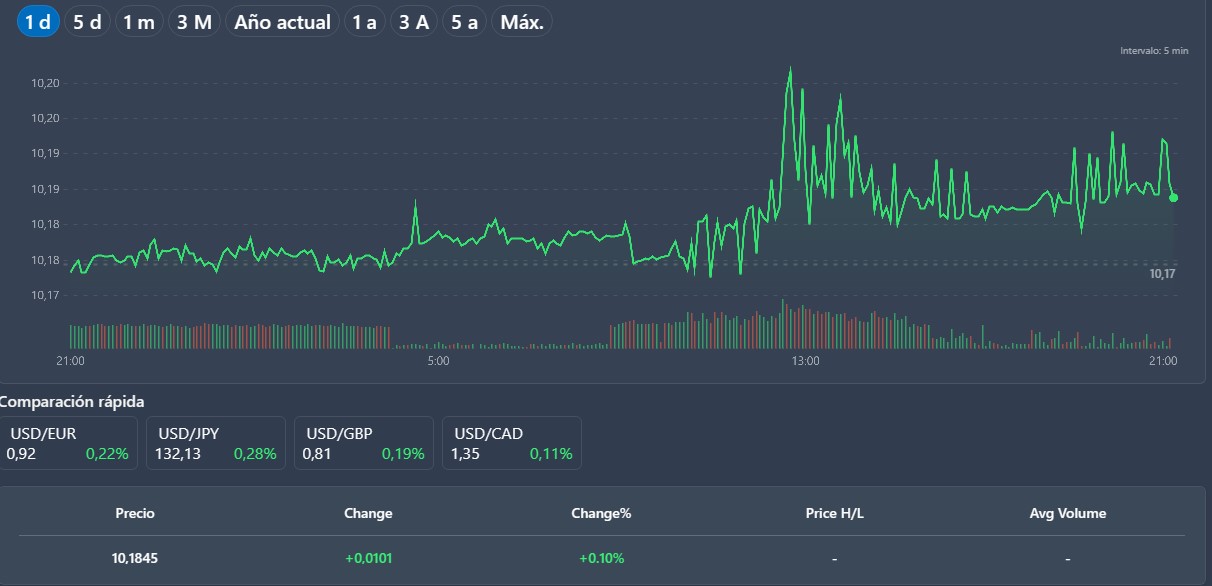 1 d 5 d 1 m 3 M Año actual 1 a 3 A 5 a Máx.
Intervalo: 5 min
10,20
10,20
10,19
10,19
10,18
10,18
10,17
10,17
21:00 5:00 13:00 21:00
Comparación rápida
USD/EUR USD/JPY USD/GBP USD/CAD
0,92 0,22% 132,13 0,28% 0,81 0,19% 1,35 0,11%
Precio Change Change% Price H/L Avg Volume
10,1845 +0,0101 +0.10% - -